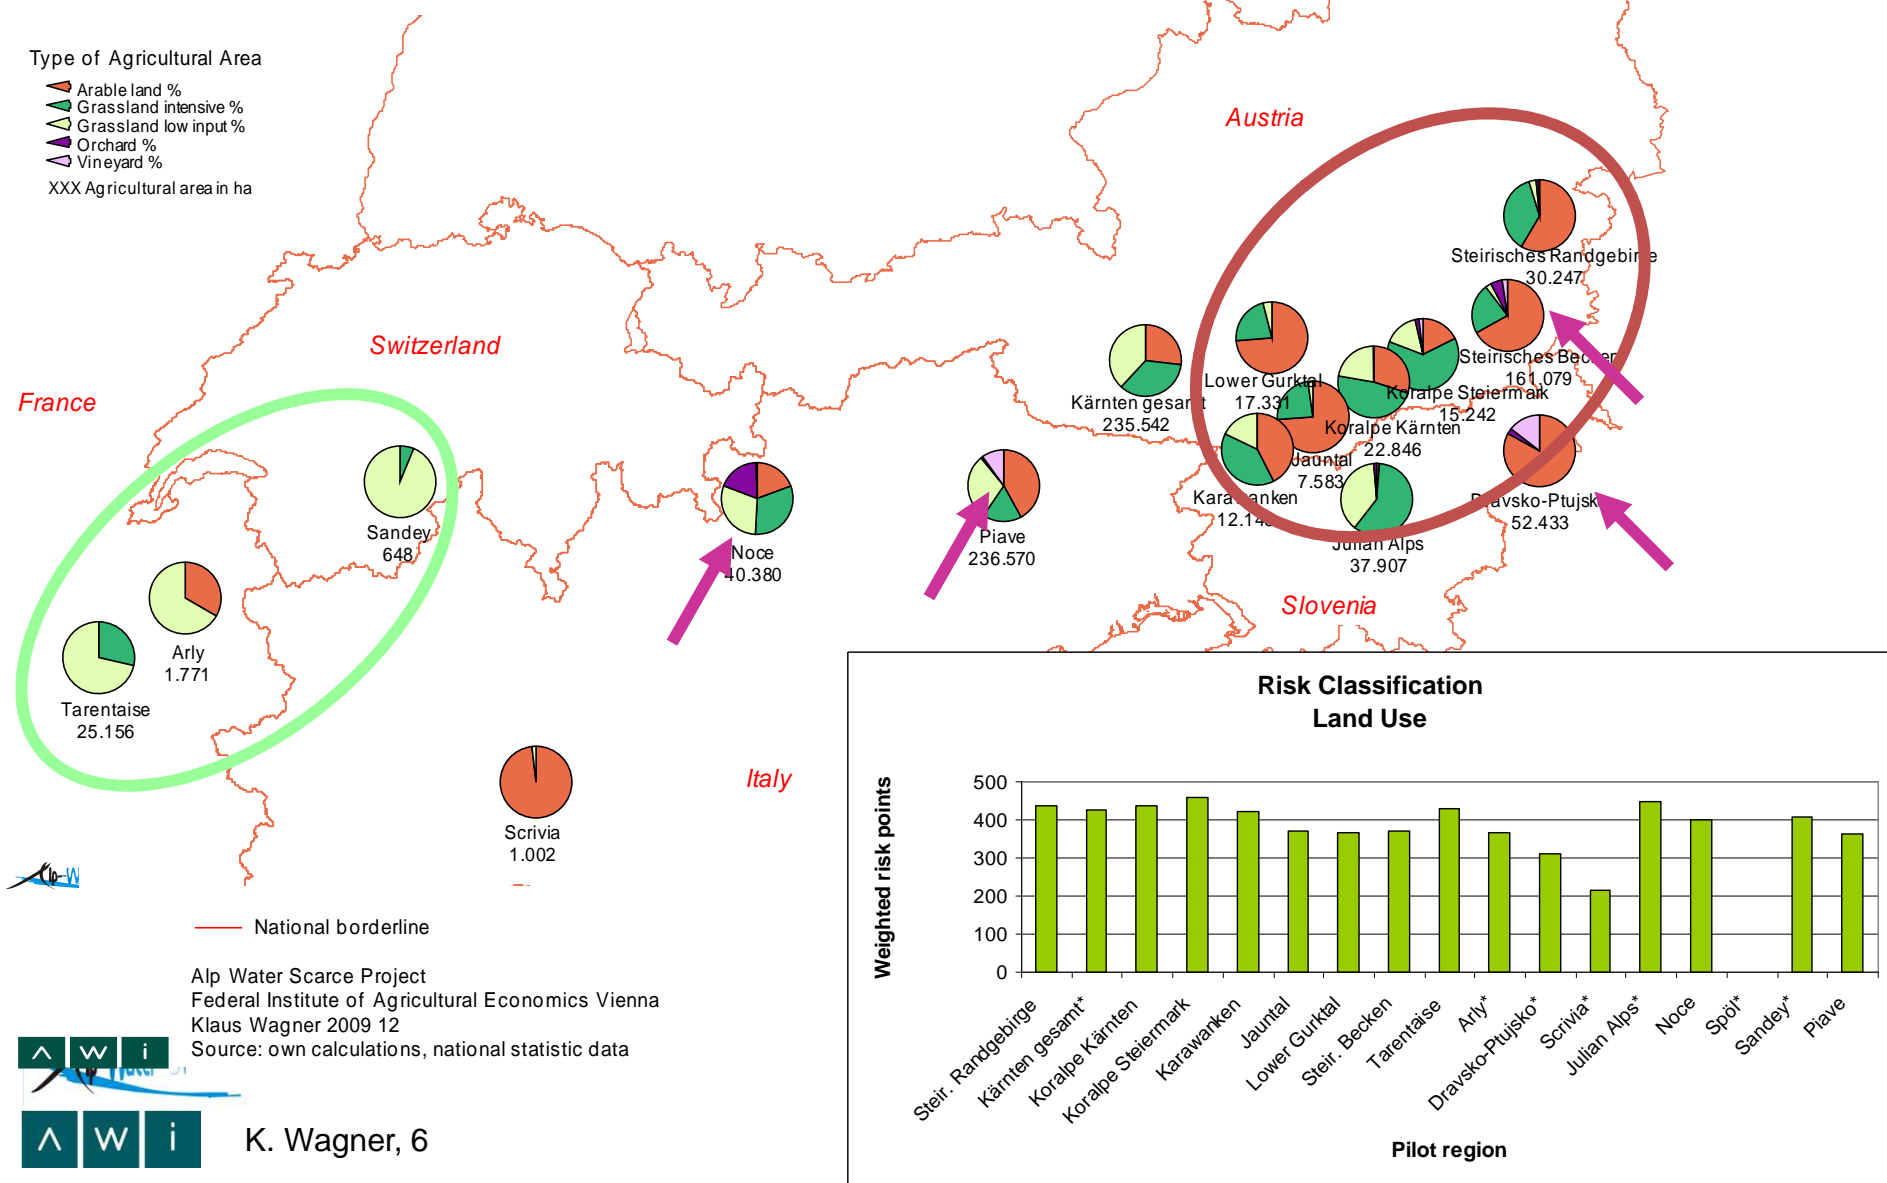 Type of Agricultural Area
Arable land %
Grassland intensive %
Grassland low input %
Orchard %
Vineyard %
XXX Agricultural area in ha
Austria
Switzerland
France
Italy
Slovenia
Steirisches Randgebirge
30.247
Steirisches Becken
161.079
Lower Gurktal
17.331
Koralpe Steiermark
15.242
Kärnten gesamt
235.542
Koralpe Kärnten
22.846
Jauntal
7.583
Karawanken
Dravsko-Ptujsko
52.433
Julian Alps
37.907
Sandey
648
Noce
40.380
Piave
236.570
Arly
1.771
Tarentaise
25.156
Scrivia
1.002
National borderline
Alp Water Scarce Project
Federal Institute of Agricultural Economics Vienna
Klaus Wagner 2009 12
Source: own calculations, national statistic data
Alp-W
A W i
A W i
K. Wagner, 6
Risk Classification
Land Use
Weighted risk points
500
400
300
200
100
0
Steir. Randgebirge
Kärnten gesamt*
Koralpe Kärnten
Koralpe Steiermark
Karawanken
Jauntal
Lower Gurktal
Steir. Becken
Tarentaise
Arly*
Dravsko-Ptujsko*
Scrivia*
Julian Alps*
Noce
Spöl*
Sandey*
Piave
Pilot region